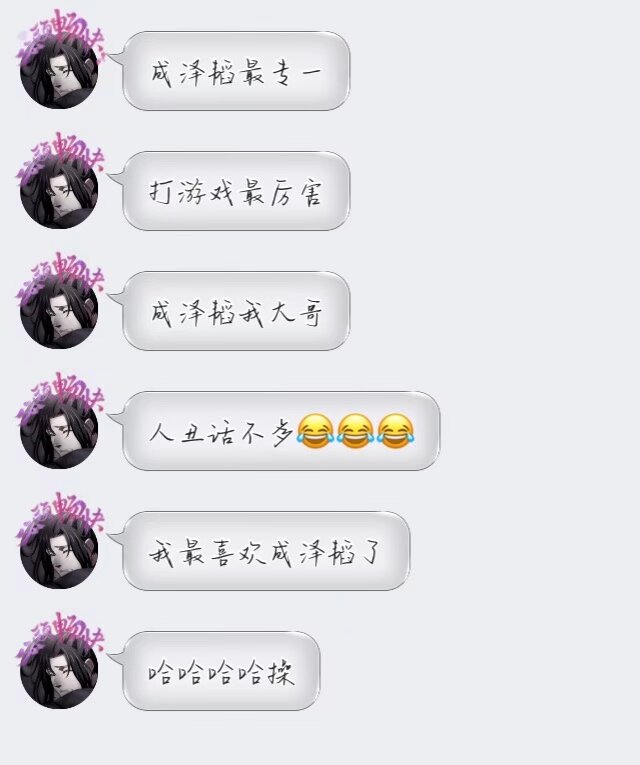 成泽韬最专一
打游戏最厉害
成泽韬我大哥
人丑话不多😂😂😂
我最喜欢成泽韬了
哈哈哈哈操